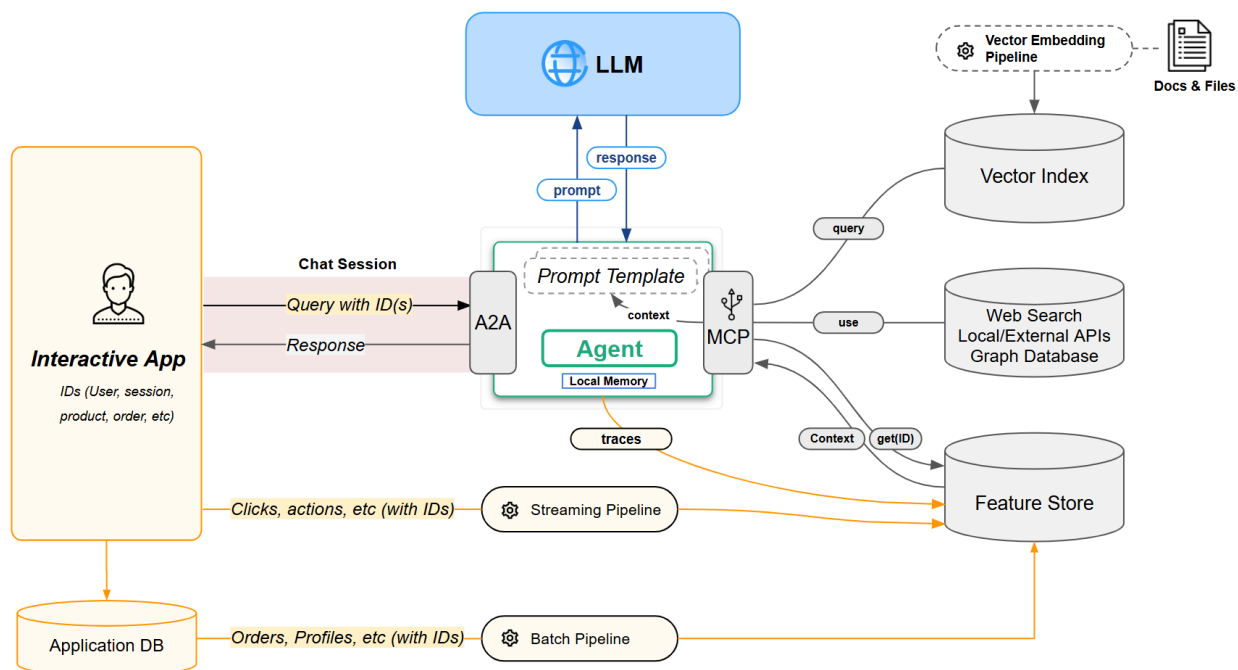 LLM
Vector Embedding
Pipeline
Docs & Files
response
prompt
Vector Index
query
Chat Session
Prompt Template
Query with ID(s)
A2A
context
MCP
use
Web Search
Local/External APIs
Graph Database
Response
Agent
Local Memory
Interactive App
IDs (User, session,
product, order, etc)
traces
Context
get(ID)
Feature Store
Clicks, actions, etc (with IDs)
Streaming Pipeline
Application DB
Orders, Profiles, etc (with IDs)
Batch Pipeline